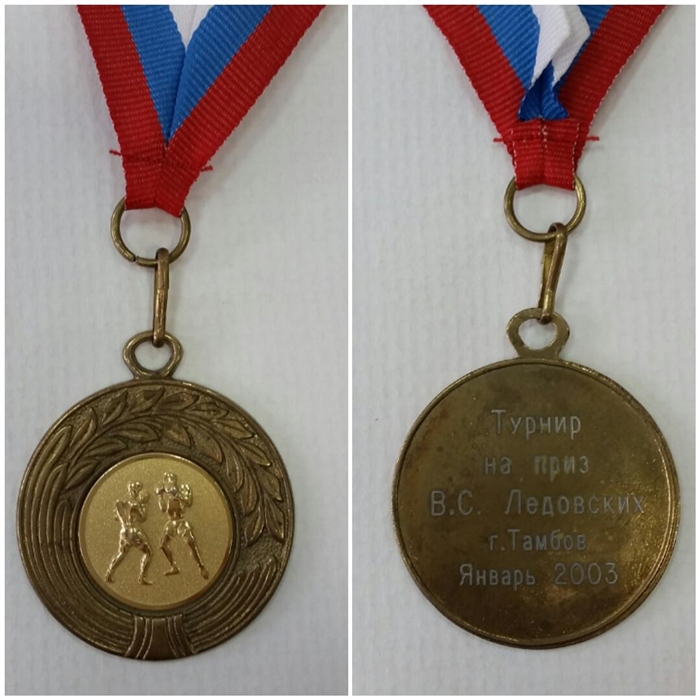 Турнир
на приз
В.С. Ледовских
г.Тамбов
Январь 2003